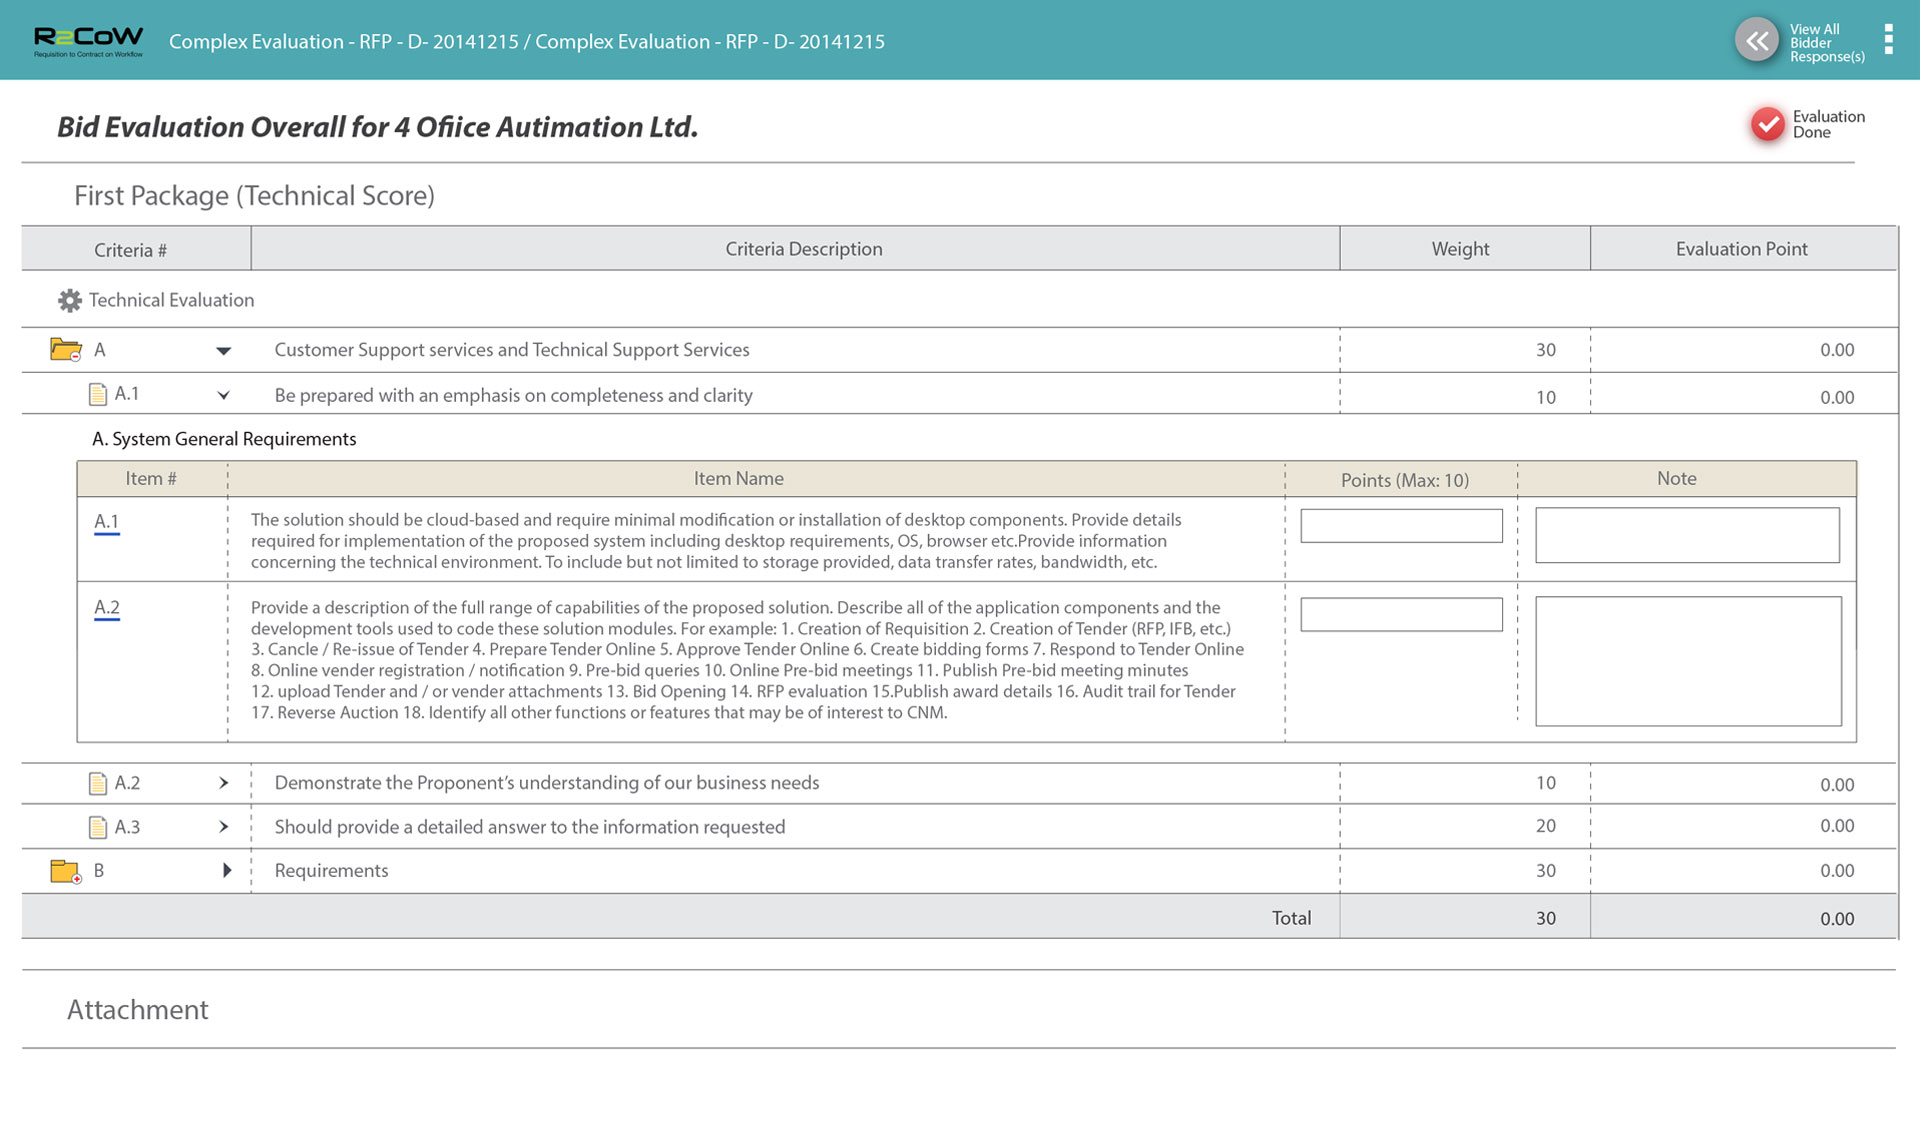 R2CoW
Requisition to Contract on Workflow
Complex Evaluation - RFP - D- 20141215 / Complex Evaluation - RFP - D- 20141215
View All
Bidder
Response(s)
Bid Evaluation Overall for 4 Ofiice Autimation Ltd.
Evaluation
Done
First Package (Technical Score)
Criteria # Criteria Description Weight Evaluation Point
Technical Evaluation
A Customer Support services and Technical Support Services 30 0.00
A.1 Be prepared with an emphasis on completeness and clarity 10 0.00
A. System General Requirements
Item # Item Name Points (Max: 10) Note
A.1 The solution should be cloud-based and require minimal modification or installation of desktop components. Provide details
required for implementation of the proposed system including desktop requirements, OS, browser etc.Provide information
concerning the technical environment. To include but not limited to storage provided, data transfer rates, bandwidth, etc.
A.2 Provide a description of the full range of capabilities of the proposed solution. Describe all of the application components and the
development tools used to code these solution modules. For example: 1. Creation of Requisition 2. Creation of Tender (RFP, IFB, etc.)
3. Cancle / Re-issue of Tender 4. Prepare Tender Online 5. Approve Tender Online 6. Create bidding forms 7. Respond to Tender Online
8. Online vender registration / notification 9. Pre-bid queries 10. Online Pre-bid meetings 11. Publish Pre-bid meeting minutes
12. upload Tender and / or vender attachments 13. Bid Opening 14. RFP evaluation 15.Publish award details 16. Audit trail for Tender
17. Reverse Auction 18. Identify all other functions or features that may be of interest to CNM.
A.2 Demonstrate the Proponent's understanding of our business needs 10 0.00
A.3 Should provide a detailed answer to the information requested 20 0.00
B Requirements 30 0.00
Total 30 0.00
Attachment